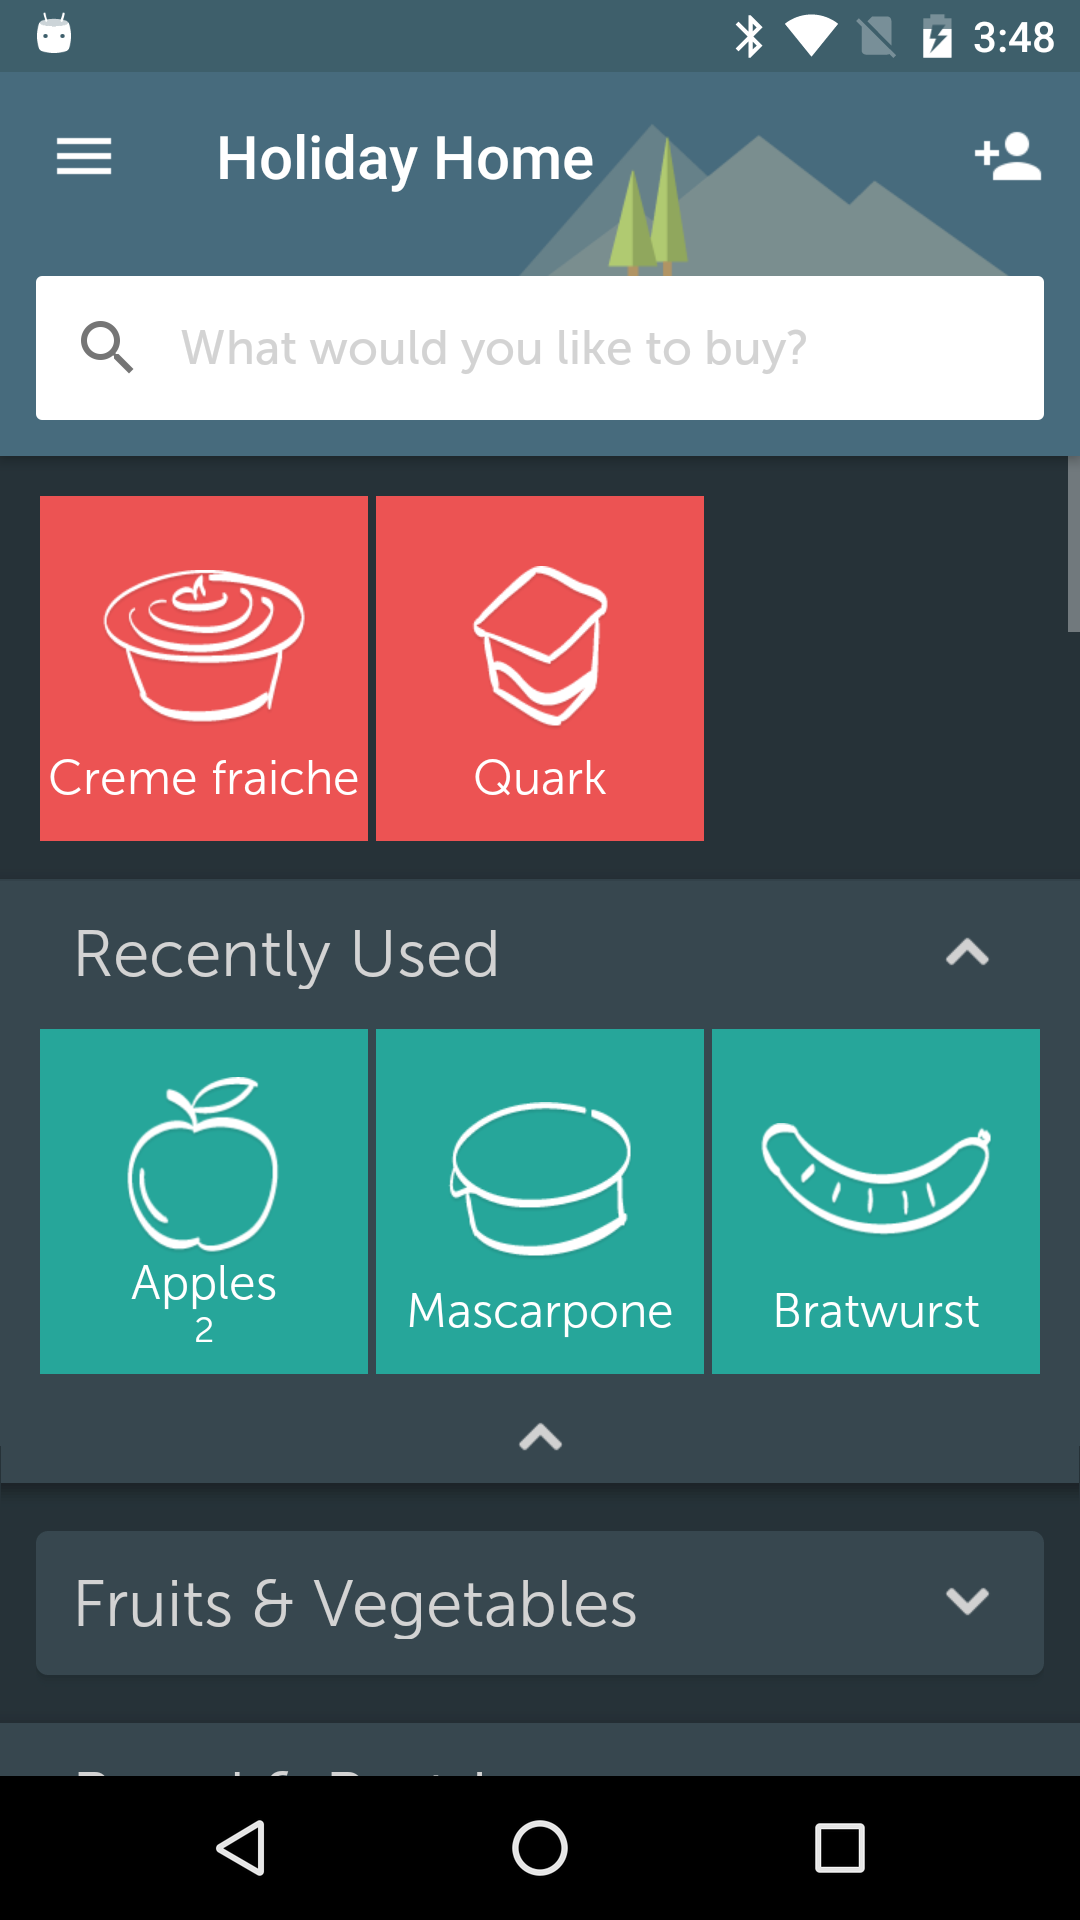 3:48
Holiday Home
What would you like to buy?
Creme fraiche
Quark
Recently Used
Apples
2
Mascarpone
Bratwurst
Fruits & Vegetables